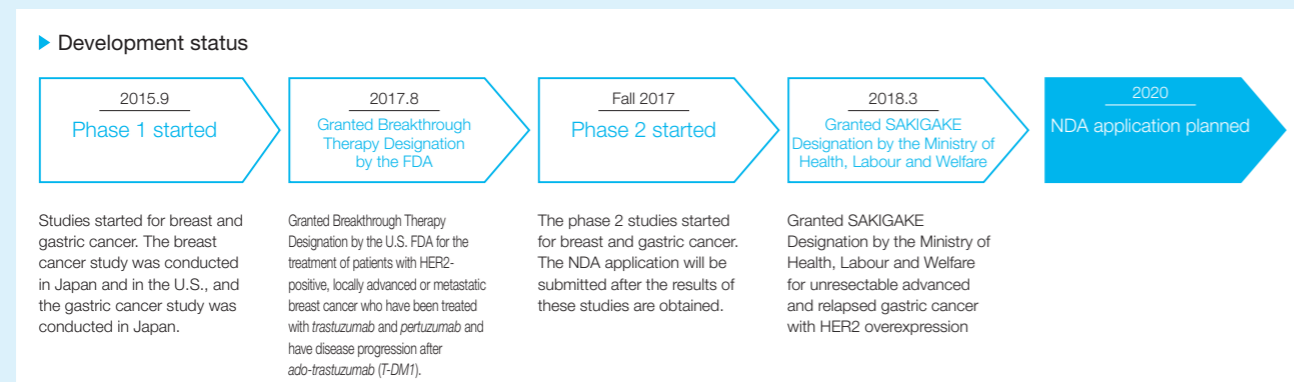 Development status
2015.9
Phase 1 started
2017.8
Granted Breakthrough
Therapy Designation
by the FDA
Fall 2017
Phase 2 started
2018.3
Granted SAKIGAKE
Designation by the Ministry of
Health, Labour and Welfare
2020
NDA application planned
Studies started for breast and
gastric cancer. The breast
cancer study was conducted
in Japan and in the U.S., and
the gastric cancer study was
conducted in Japan.
Granted Breakthrough Therapy
Designation by the U.S. FDA for the
treatment of patients with HER2-
positive, locally advanced or metastatic
breast cancer who have been treated
with trastuzumab and pertuzumab and
have disease progression after
ado-trastuzumab (T-DM1).
The phase 2 studies started
for breast and gastric cancer.
The NDA application will be
submitted after the results of
these studies are obtained.
Granted SAKIGAKE
Designation by the Ministry of
Health, Labour and Welfare
for unresectable advanced
and relapsed gastric cancer
with HER2 overexpression